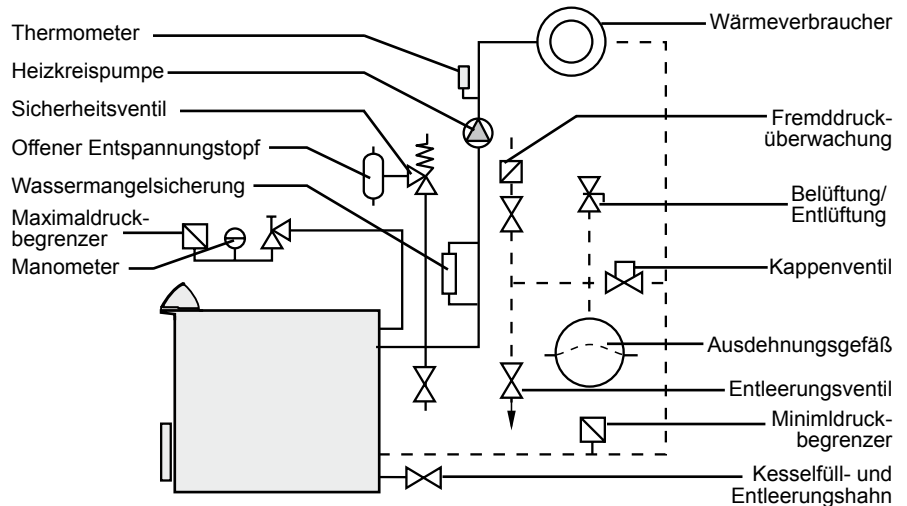 Thermometer
Heizkreispumpe
Sicherheitsventil
Offener Entspannungstopf
Wassermangelsicherung
Maximaldruck-
begrenzer
Manometer
Wärmeverbraucher
Fremddruck-
überwachung
Belüftung/
Entlüftung
Kappenventil
Ausdehnungsgefäß
Entleerungsventil
Minimldruck-
begrenzer
Kesselfüll- und
Entleerungshahn